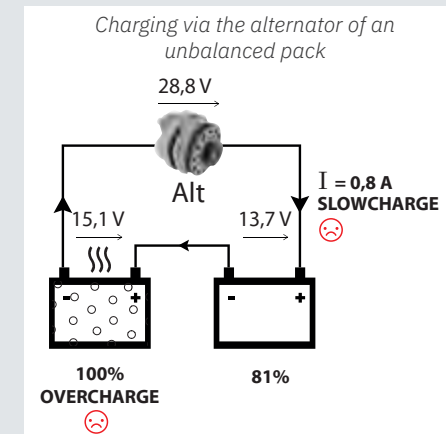 Charging via the alternator of an
unbalanced pack
28,8 V
Alt
I = 0,8 A
SLOWCHARGE
15,1 V
13,7 V
- +
- +
100%
OVERCHARGE
81%